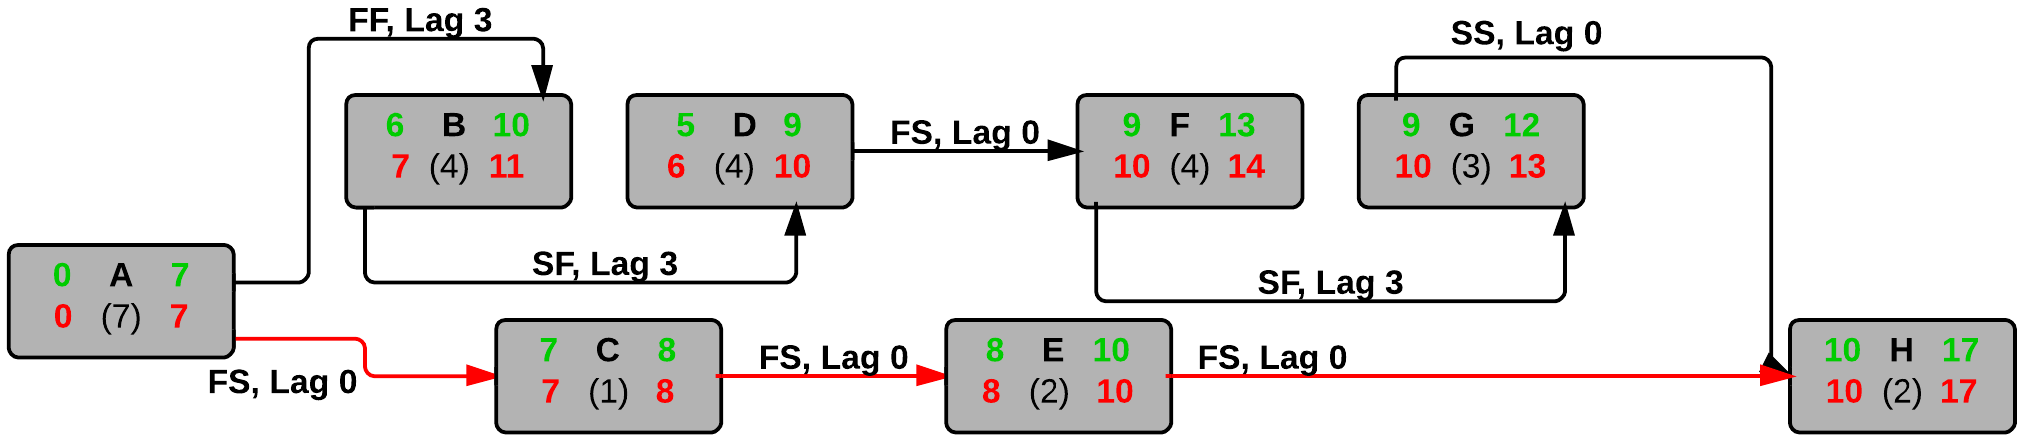 FF, Lag 3
SS, Lag 0
6 B 10
7 (4) 11
5 D 9
6 (4) 10
FS, Lag 0
9 F 13
10 (4) 14
9 G 12
10 (3) 13
SF, Lag 3
SF, Lag 3
0 A 7
0 (7) 7
FS, Lag 0
7 C 8
7 (1) 8
FS, Lag 0
8 E 10
8 (2) 10
FS, Lag 0
10 H 17
10 (2) 17